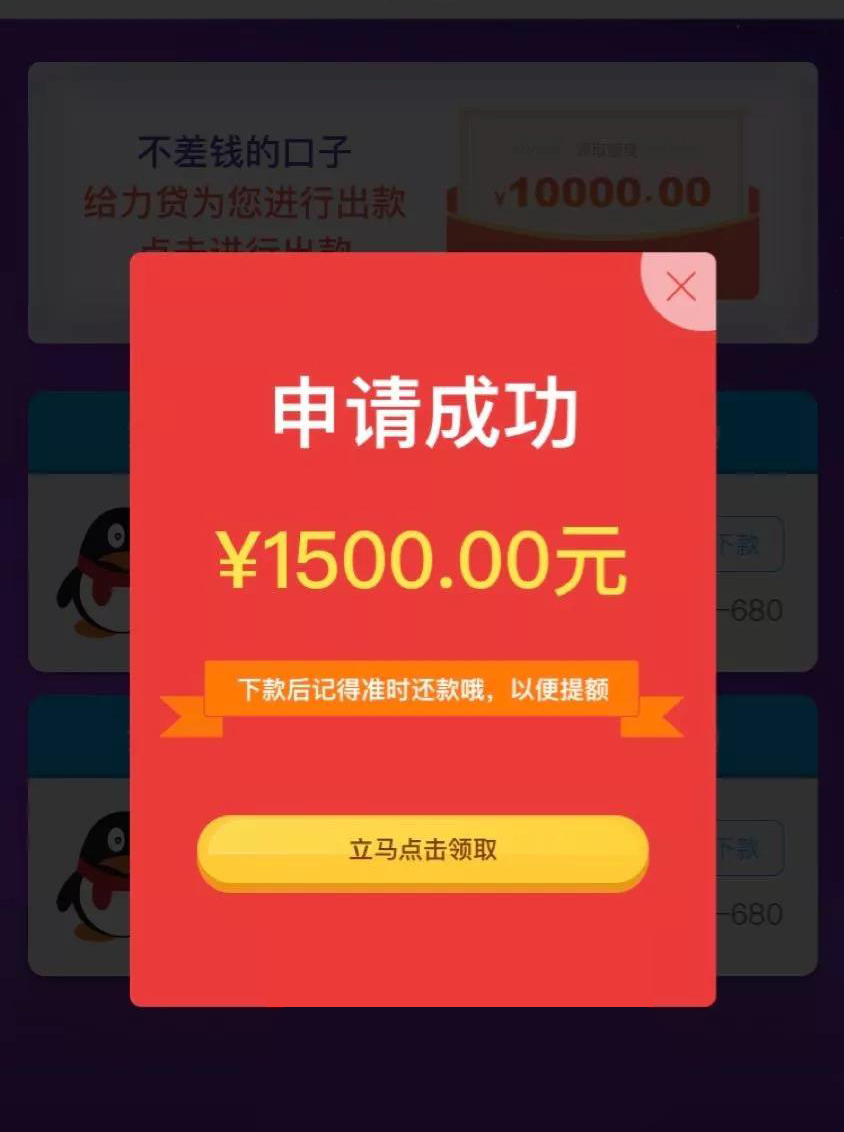 不差钱的口子
给力贷为您进行出款
点击进行出款
领取额度
¥10000.00
申请成功
¥1500.00元
下款后记得准时还款哦，以便提额
立马点击领取
下款
-680
下款
-680